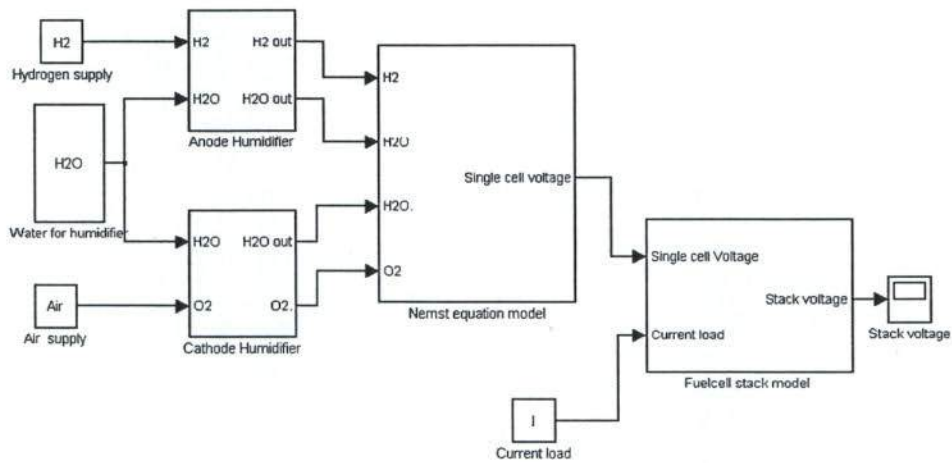 H2
Hydrogen supply
H2O
Water for humidifier
Air
Air supply
H2
H2 out
H2O
H2O out
Anode Humidifier
H2O
H2O out
O2
O2.
Cathode Humidifier
H2
H2O
H2O.
O2
Single cell voltage
Nernst equation model
I
Current load
Single cell Voltage
Current load
Stack voltage
Fuelcell stack model
Stack voltage